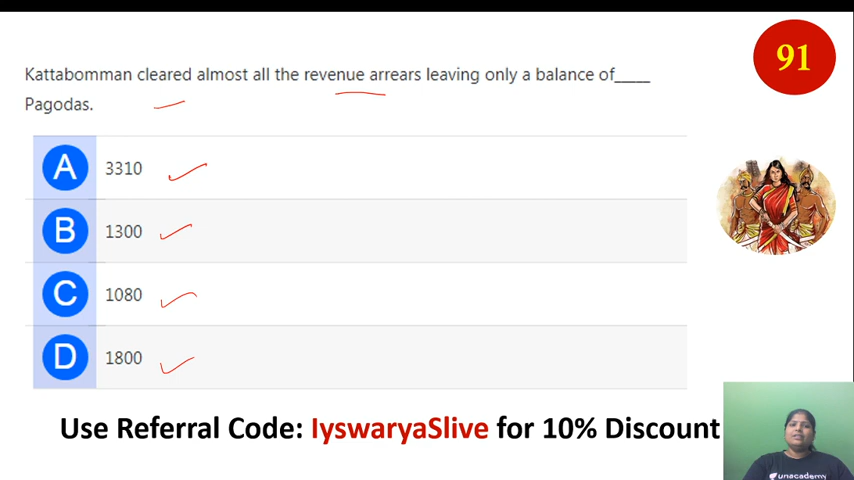 91
Kattabomman cleared almost all the revenue arrears leaving only a balance of_____
Pagodas.
A 3310
B 1300
C 1080
D 1800
Use Referral Code: IyswaryaSlive for 10% Discount
unacademy